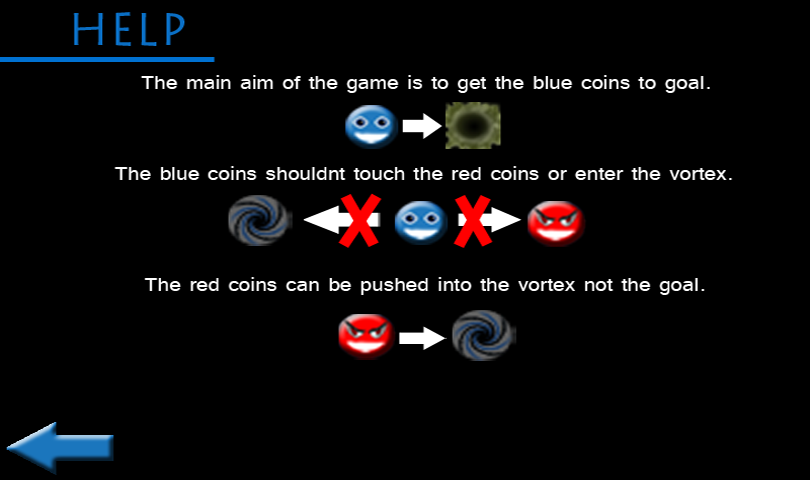 HELP
The main aim of the game is to get the blue coins to goal.
The blue coins shouldnt touch the red coins or enter the vortex.
The red coins can be pushed into the vortex not the goal.